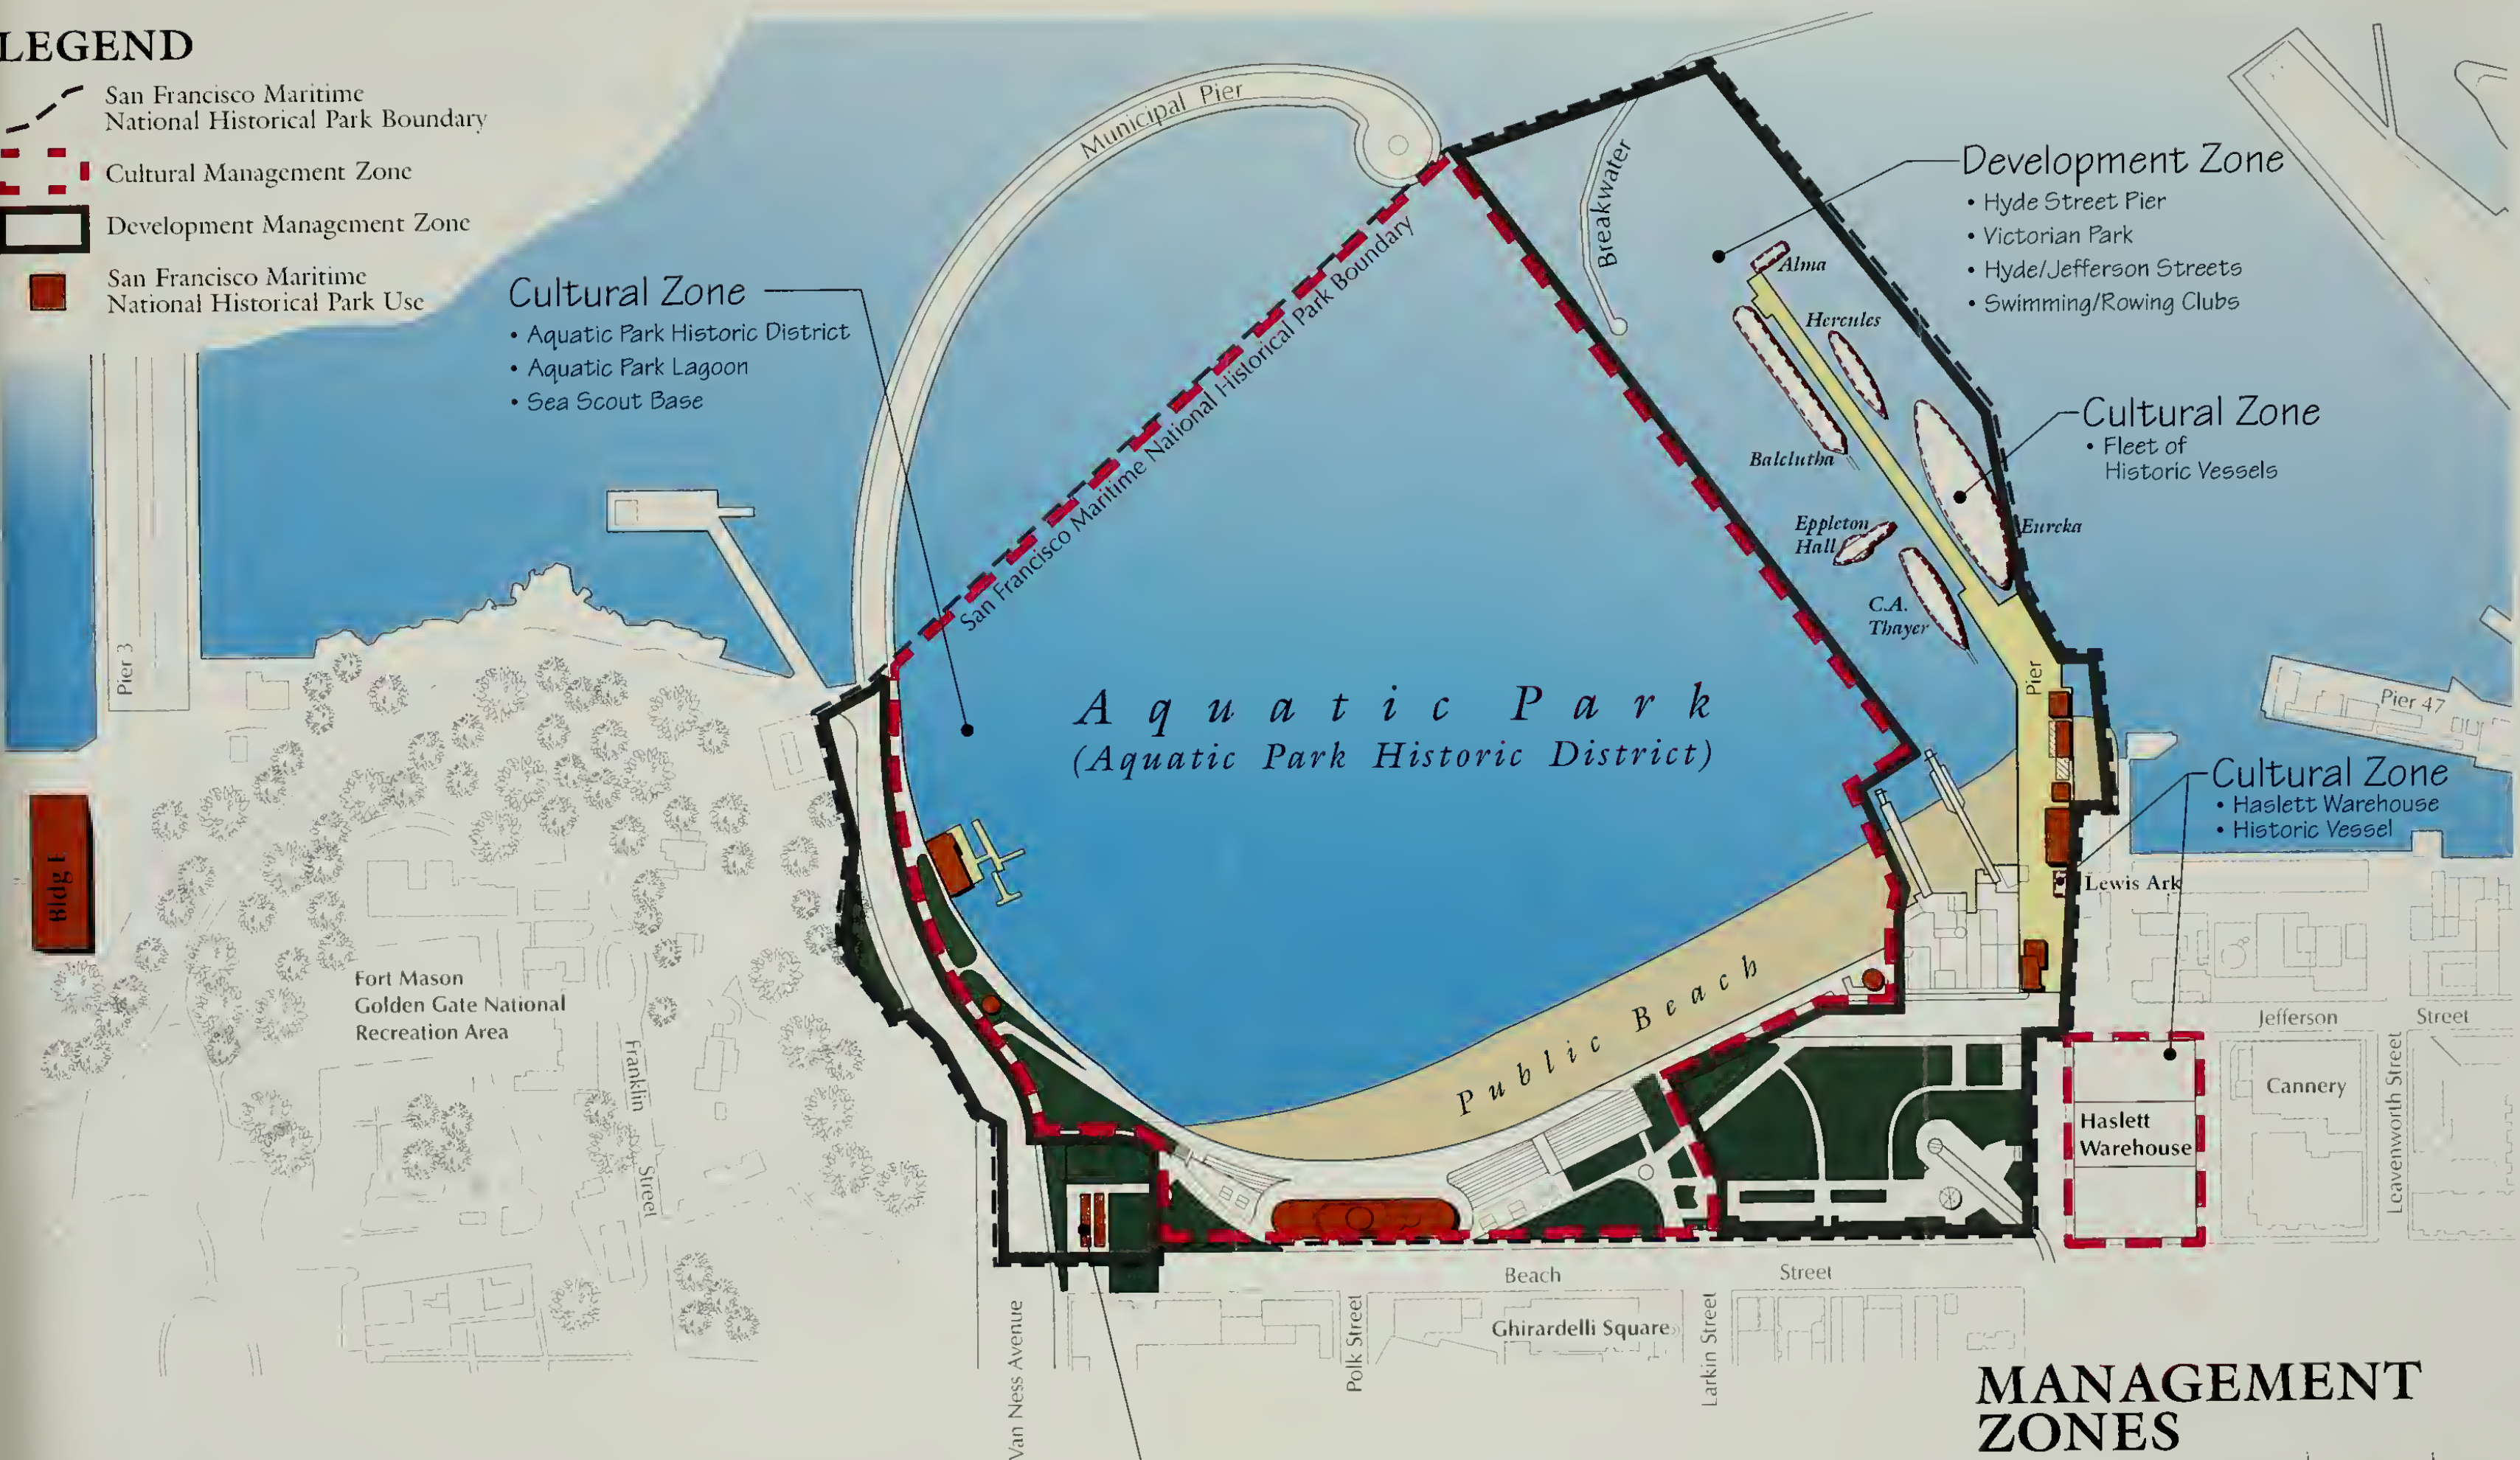 LEGEND
San Francisco Maritime
National Historical Park Boundary
Cultural Management Zone
Development Management Zone
San Francisco Maritime
National Historical Park Use
Municipal Pier
Breakwater
Development Zone
• Hyde Street Pier
• Victorian Park
• Hyde/Jefferson Streets
• Swimming/Rowing Clubs
Cultural Zone
• Aquatic Park Historic District
• Aquatic Park Lagoon
• Sea Scout Base
San Francisco Maritime National Historical Park Boundary
Alma
Hercules
Balclutha
Cultural Zone
• Fleet of
Historic Vessels
Eppleton
Hall
Eureka
C.A.
Thayer
Pier 3
Pier
Pier 47
Aquatic Park
(Aquatic Park Historic District)
Cultural Zone
• Haslett Warehouse
• Historic Vessel
Lewis Ark
Bldg E
Fort Mason
Golden Gate National
Recreation Area
Franklin
Street
Public Beach
Jefferson Street
Cannery
Leavenworth Street
Haslett
Warehouse
Beach Street
Van Ness Avenue
Polk Street
Ghirardelli Square
Larkin Street
MANAGEMENT
ZONES